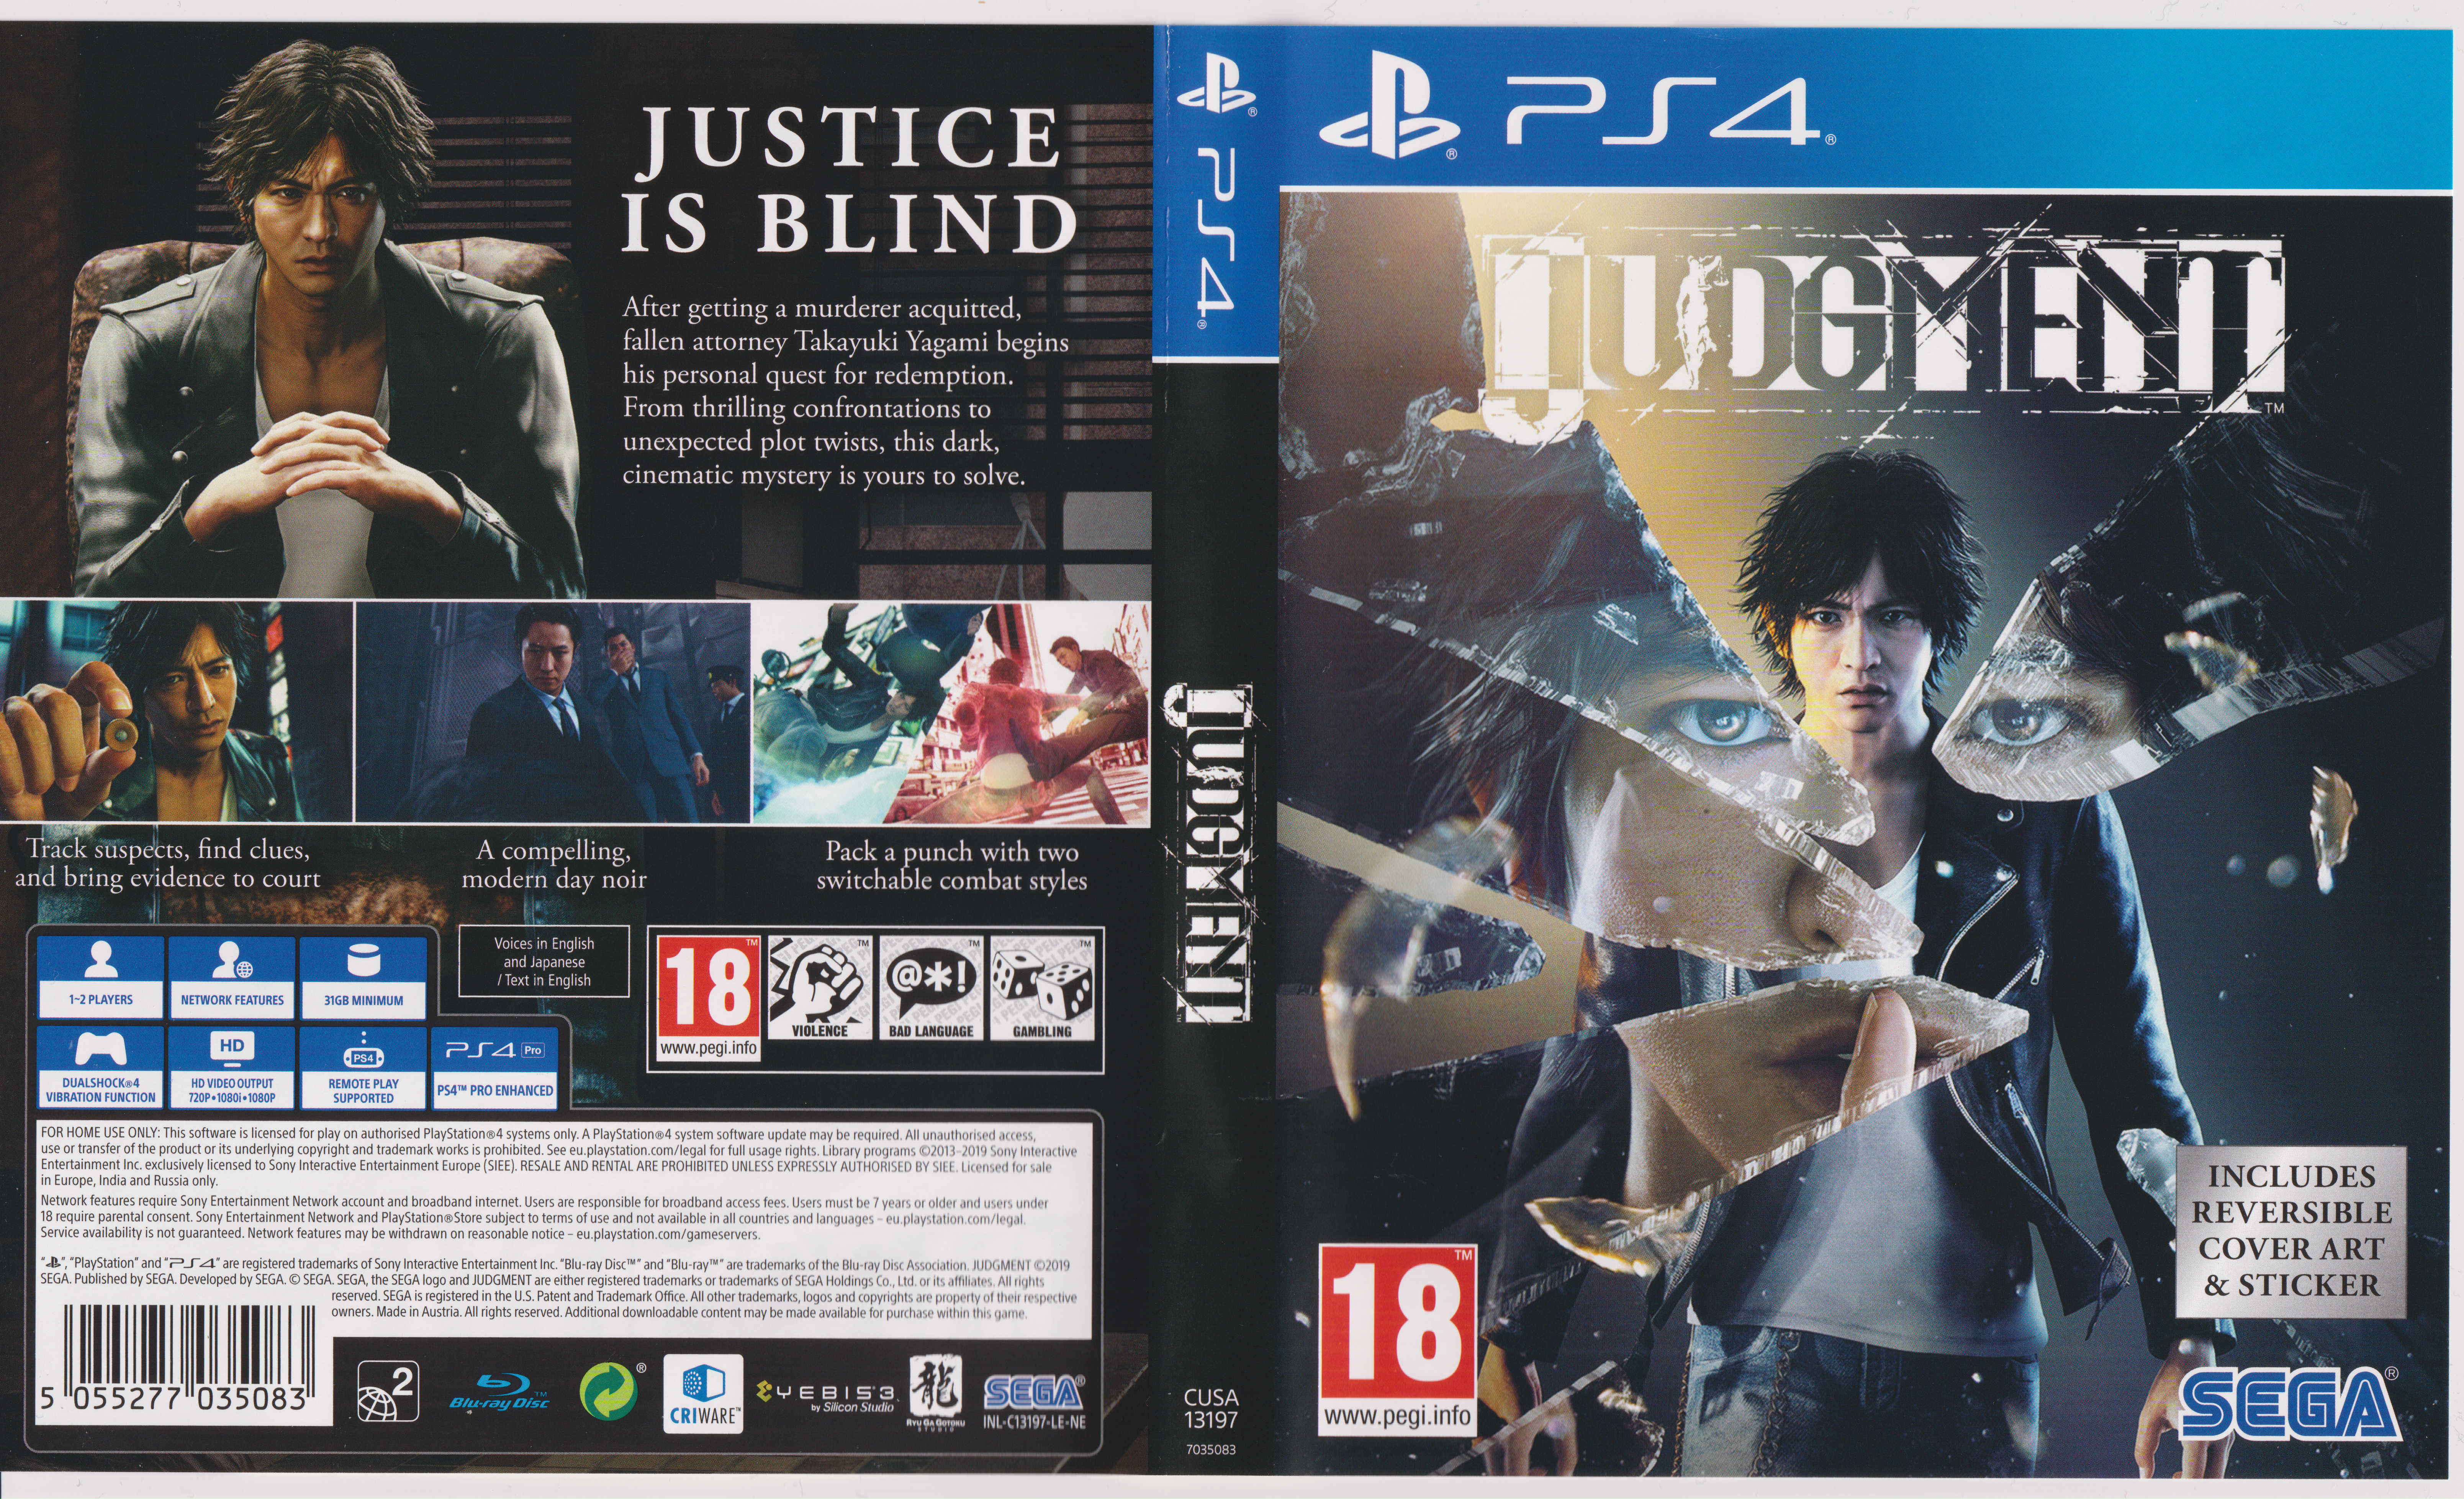 JUSTICE
IS BLIND
After getting a murderer acquitted,
fallen attorney Takayuki Yagami begins
his personal quest for redemption.
From thrilling confrontations to
unexpected plot twists, this dark,
cinematic mystery is yours to solve.
Track suspects, find clues,
and bring evidence to court
A compelling,
modern day noir
Pack a punch with two
switchable combat styles
1~2 PLAYERS
NETWORK FEATURES
31GB MINIMUM
DUALSHOCK®4
VIBRATION FUNCTION
HD
HD VIDEO OUTPUT
720P•1080i•1080P
PS4
REMOTE PLAY
SUPPORTED
PS4 Pro
PS4™ PRO ENHANCED
Voices in English
and Japanese
/ Text in English
18™
www.pegi.info
™
VIOLENCE
@*!
™
BAD LANGUAGE
™
GAMBLING
FOR HOME USE ONLY: This software is licensed for play on authorised PlayStation®4 systems only. A PlayStation®4 system software update may be required. All unauthorised access,
use or transfer of the product or its underlying copyright and trademark works is prohibited. See eu.playstation.com/legal for full usage rights. Library programs ©2013-2019 Sony Interactive
Entertainment Inc. exclusively licensed to Sony Interactive Entertainment Europe (SIEE). RESALE AND RENTAL ARE PROHIBITED UNLESS EXPRESSLY AUTHORISED BY SIEE. Licensed for sale
in Europe, India and Russia only.
Network features require Sony Entertainment Network account and broadband internet. Users are responsible for broadband access fees. Users must be 7 years or older and users under
18 require parental consent. Sony Entertainment Network and PlayStation®Store subject to terms of use and not available in all countries and languages – eu.playstation.com/legal.
Service availability is not guaranteed. Network features may be withdrawn on reasonable notice – eu.playstation.com/gameservers.
"", "PlayStation" and "PS4" are registered trademarks of Sony Interactive Entertainment Inc. "Blu-ray Disc™" and "Blu-ray™" are trademarks of the Blu-ray Disc Association. JUDGMENT ©2019
SEGA. Published by SEGA. Developed by SEGA. © SEGA. SEGA, the SEGA logo and JUDGMENT are either registered trademarks or trademarks of SEGA Holdings Co., Ltd. or its affiliates. All rights
reserved. SEGA is registered in the U.S. Patent and Trademark Office. All other trademarks, logos and copyrights are property of their respective
owners. Made in Austria. All rights reserved. Additional downloadable content may be made available for purchase within this game.
5 055277 035083
2
Blu-ray Disc™
®
CRIWARE™
YEBIS 3
by Silicon Studio
龍
RYU GA GOTOKU
STUDIO
SEGA®
INL-C13197-LE-NE
®
PS4®
JUDGMENT™
CUSA
13197
7035083
® PS4®
JUDGMENT™
18™
www.pegi.info
INCLUDES
REVERSIBLE
COVER ART
& STICKER
SEGA®